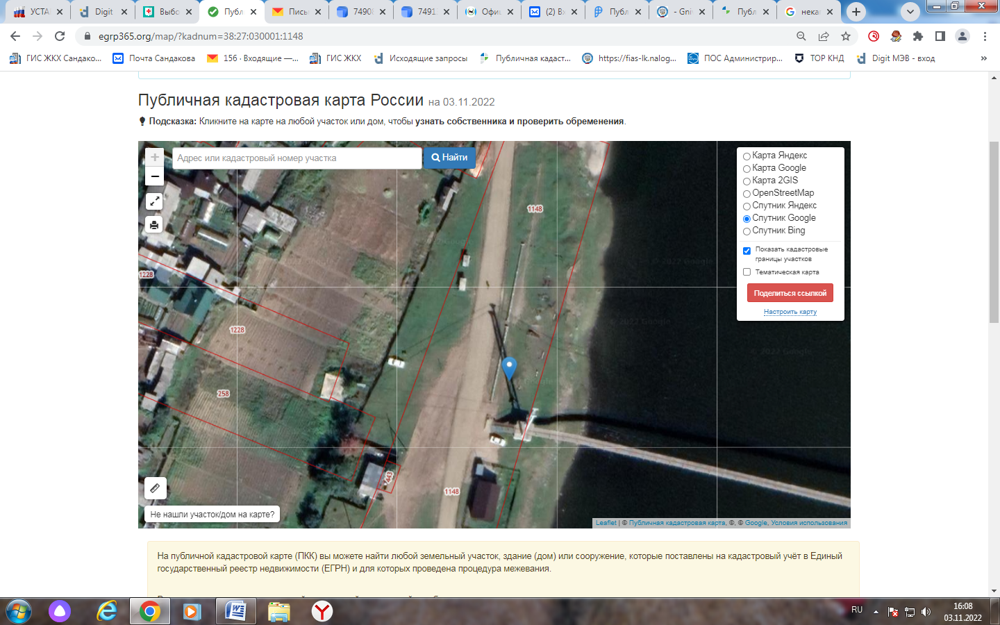 УСТА
Digit
Выбо
Публ
Пись
7490
7491
Офиц
(2) Вх
Публ
- Gni
Публ
нека
egrp365.org/map/?kadnum=38:27:030001:1148
ГИС ЖКХ Сандако...
Почта Сандакова
156 · Входящие —...
ГИС ЖКХ
Исходящие запросы
Публичная кадаст...
https://fias-lk.nalog...
ПОС Администрир...
ТОР КНД
Digit МЭВ - вход
»
Публичная кадастровая карта России на 03.11.2022
Подсказка: Кликните на карте на любой участок или дом, чтобы узнать собственника и проверить обременения.
+
−
Адрес или кадастровый номер участка
Найти
Карта Яндекс
Карта Google
Карта 2GIS
OpenStreetMap
Спутник Яндекс
Спутник Google
Спутник Bing
Показать кадастровые
границы участков
Тематическая карта
Поделиться ссылкой
Настроить карту
1148
1228
1228
258
443
1148
© 2022 Google
Не нашли участок/дом на карте?
Leaflet | © Публичная кадастровая карта, ©, © Google, Условия использования
На публичной кадастровой карте (ПКК) вы можете найти любой земельный участок, здание (дом) или сооружение, которые поставлены на кадастровый учёт в Единый
государственный реестр недвижимости (ЕГРН) и для которых проведена процедура межевания.
RU
16:08
03.11.2022